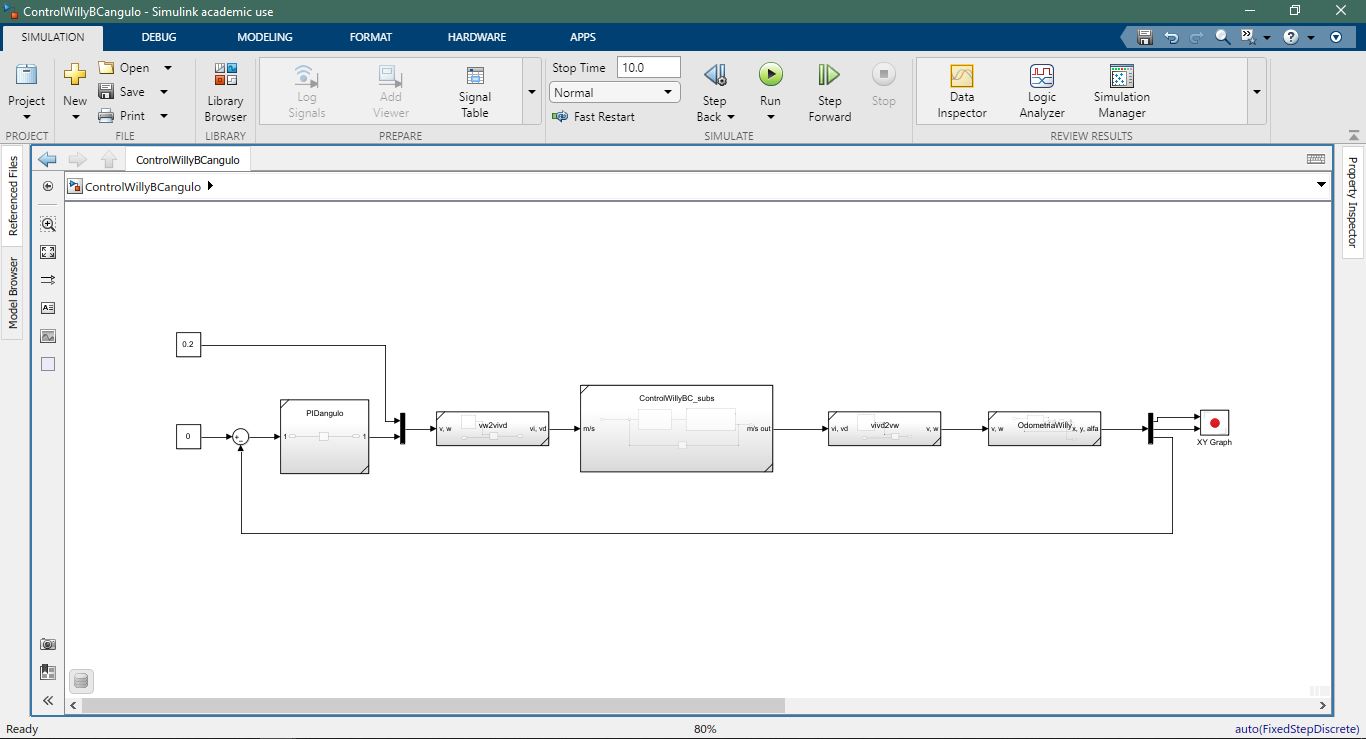 ControlWillyBCangulo - Simulink academic use
SIMULATION DEBUG MODELING FORMAT HARDWARE APPS
Project
New
Open
Save
Print
Library Browser
Log Signals
Add Viewer
Signal Table
Stop Time 10.0
Normal
Fast Restart
Step Back
Run
Step Forward
Stop
Data Inspector
Logic Analyzer
Simulation Manager
PROJECT FILE LIBRARY PREPARE SIMULATE REVIEW RESULTS
Referenced Files
Model Browser
Property Inspector
ControlWillyBCangulo
ControlWillyBCangulo
0.2
0
PIDangulo
1 1
vw2vivd
v, w vi, vd
ControlWillyBC_subs
m/s m/s out
vivd2vw
vi, vd v, w
OdometriaWilly
v, w x, y, alfa
XY Graph
Ready 80% auto(FixedStepDiscrete)